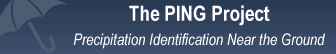 The PING Project
Precipitation Identification Near the Ground